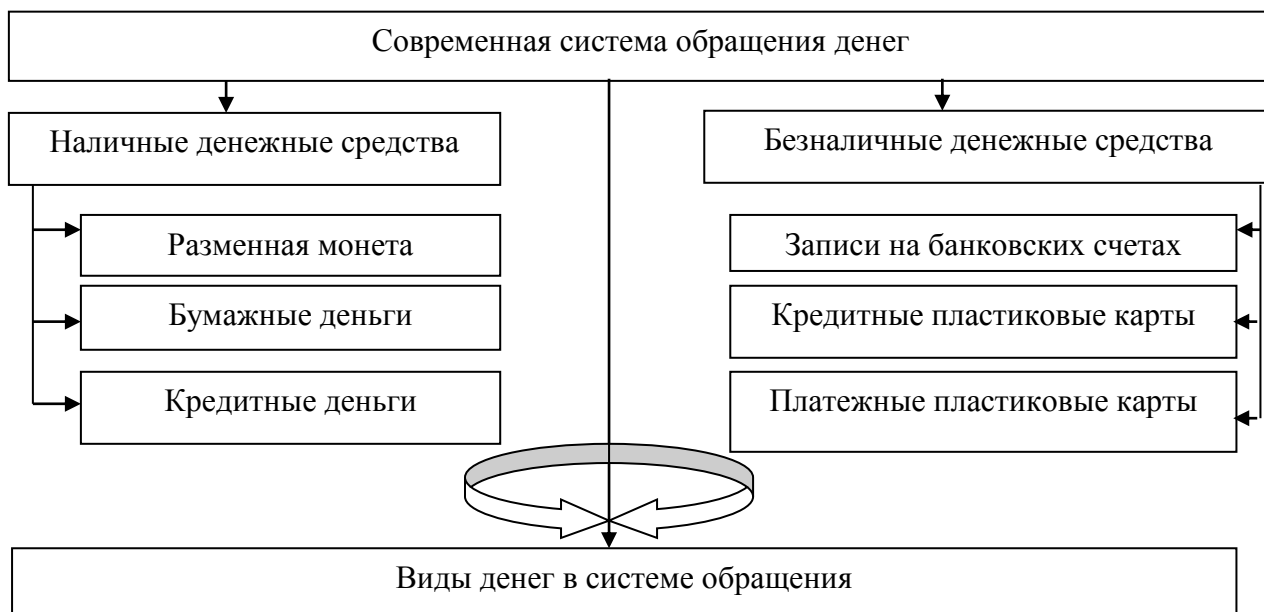 Современная система обращения денег
Наличные денежные средства
Безналичные денежные средства
Разменная монета
Записи на банковских счетах
Бумажные деньги
Кредитные пластиковые карты
Кредитные деньги
Платежные пластиковые карты
Виды денег в системе обращения